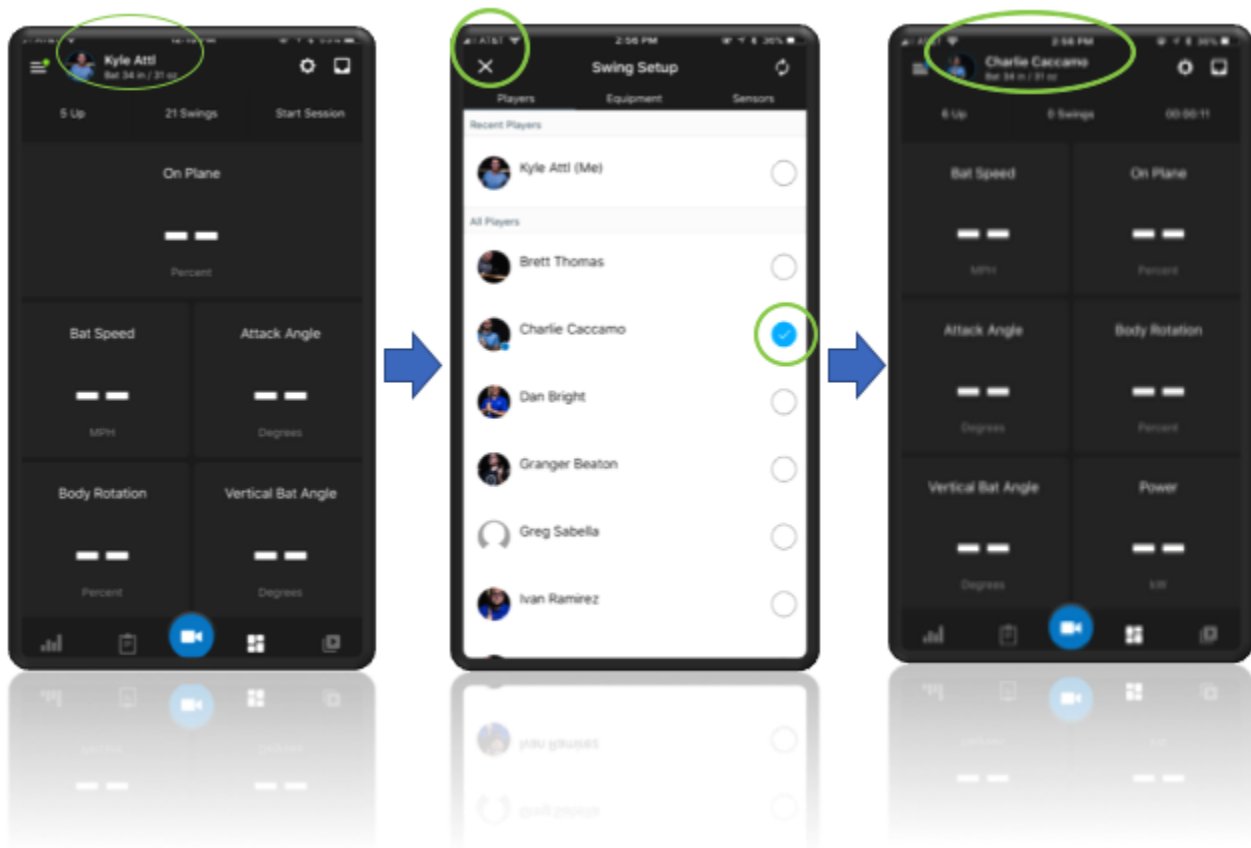 Kyle Attl
Bat 34 in / 31 oz
5 Up
21 Swings
Start Session
On Plane
Percent
Bat Speed
MPH
Attack Angle
Degrees
Body Rotation
Percent
Vertical Bat Angle
Degrees
AT&T
2:56 PM
36%
Swing Setup
Players
Equipment
Sensors
Recent Players
Kyle Attl (Me)
All Players
Brett Thomas
Charlie Caccamo
Dan Bright
Granger Beaton
Greg Sabella
Ivan Ramirez
AT&T
2:56 PM
36%
Charlie Caccamo
Bat 34 in / 31 oz
6 Up
0 Swings
00:00:11
Bat Speed
MPH
On Plane
Percent
Attack Angle
Degrees
Body Rotation
Percent
Vertical Bat Angle
Degrees
Power
kW